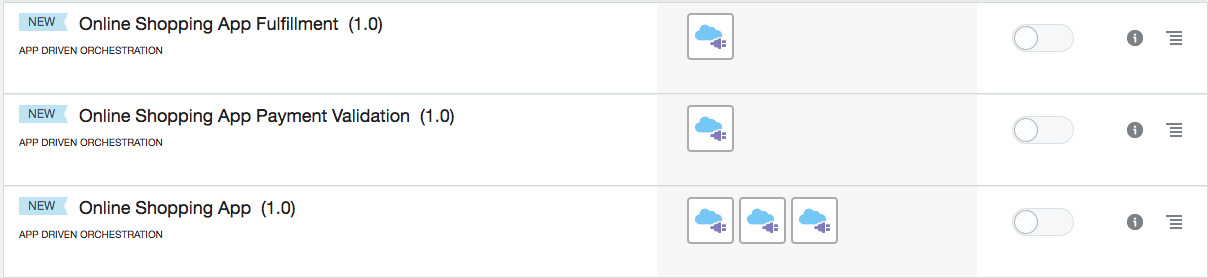 NEW Online Shopping App Fulfillment (1.0)
APP DRIVEN ORCHESTRATION
NEW Online Shopping App Payment Validation (1.0)
APP DRIVEN ORCHESTRATION
NEW Online Shopping App (1.0)
APP DRIVEN ORCHESTRATION